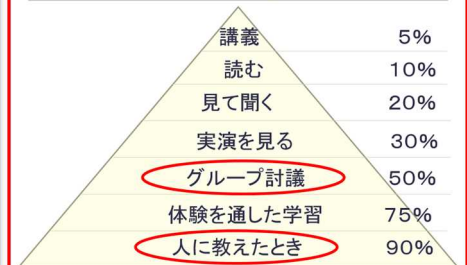 講義 5%
読む 10%
見て聞く 20%
実演を見る 30%
グループ討議 50%
体験を通した学習 75%
人に教えたとき 90%